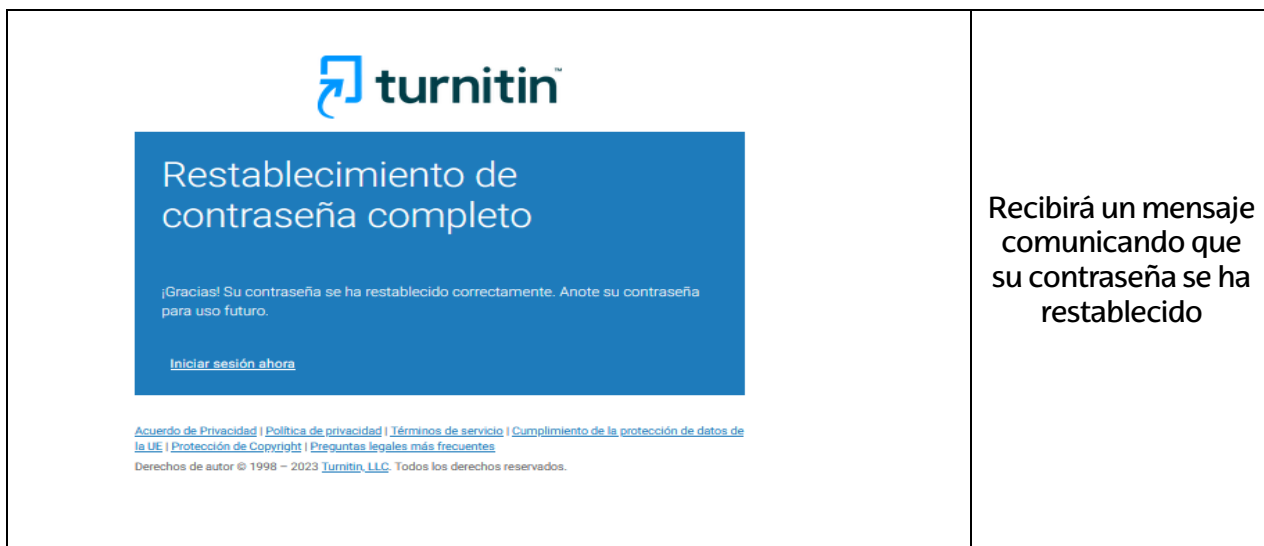 turnitin™
Restablecimiento de
contraseña completo
¡Gracias! Su contraseña se ha restablecido correctamente. Anote su contraseña
para uso futuro.
Iniciar sesión ahora
Acuerdo de Privacidad | Política de privacidad | Términos de servicio | Cumplimiento de la protección de datos de
la UE | Protección de Copyright | Preguntas legales más frecuentes
Derechos de autor © 1998 – 2023 Turnitin, LLC. Todos los derechos reservados.
Recibirá un mensaje
comunicando que
su contraseña se ha
restablecido